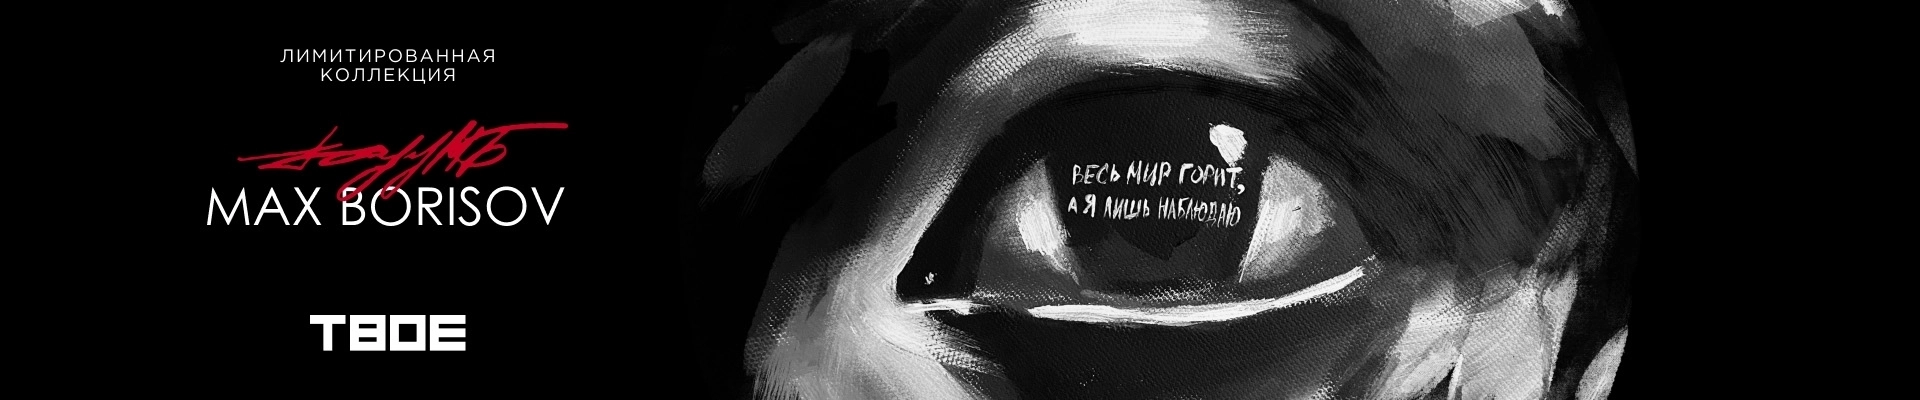 ЛИМИТИРОВАННАЯ
КОЛЛЕКЦИЯ
MAX BORISOV
ТВОЕ
ВЕСЬ МИР ГОРИТ,
А Я ЛИШЬ НАБЛЮДАЮ